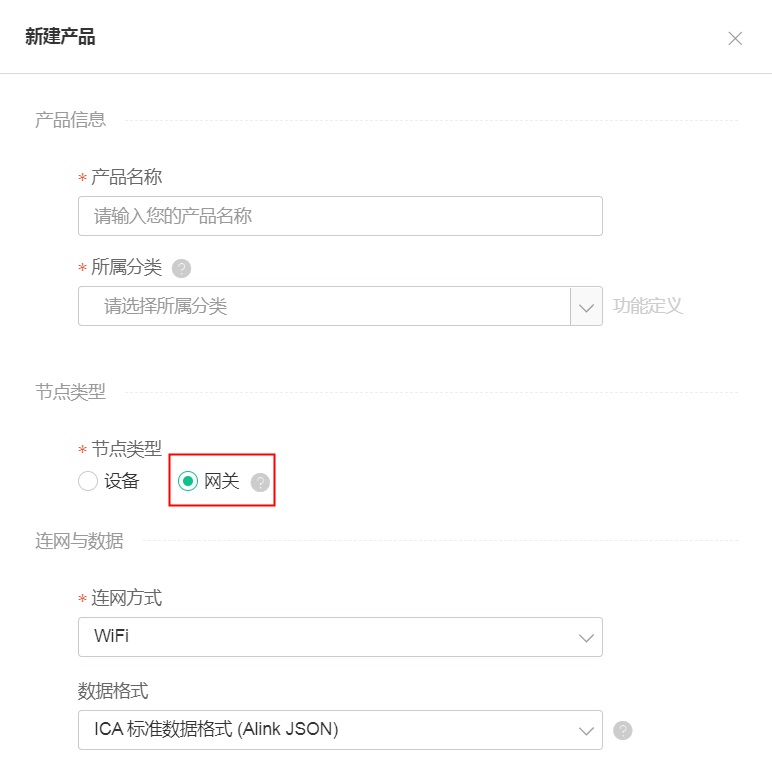 新建产品
产品信息
* 产品名称
请输入您的产品名称
* 所属分类 ?
请选择所属分类 功能定义
节点类型
* 节点类型
设备 网关 ?
连网与数据
* 连网方式
WiFi
数据格式
ICA 标准数据格式 (Alink JSON) ?